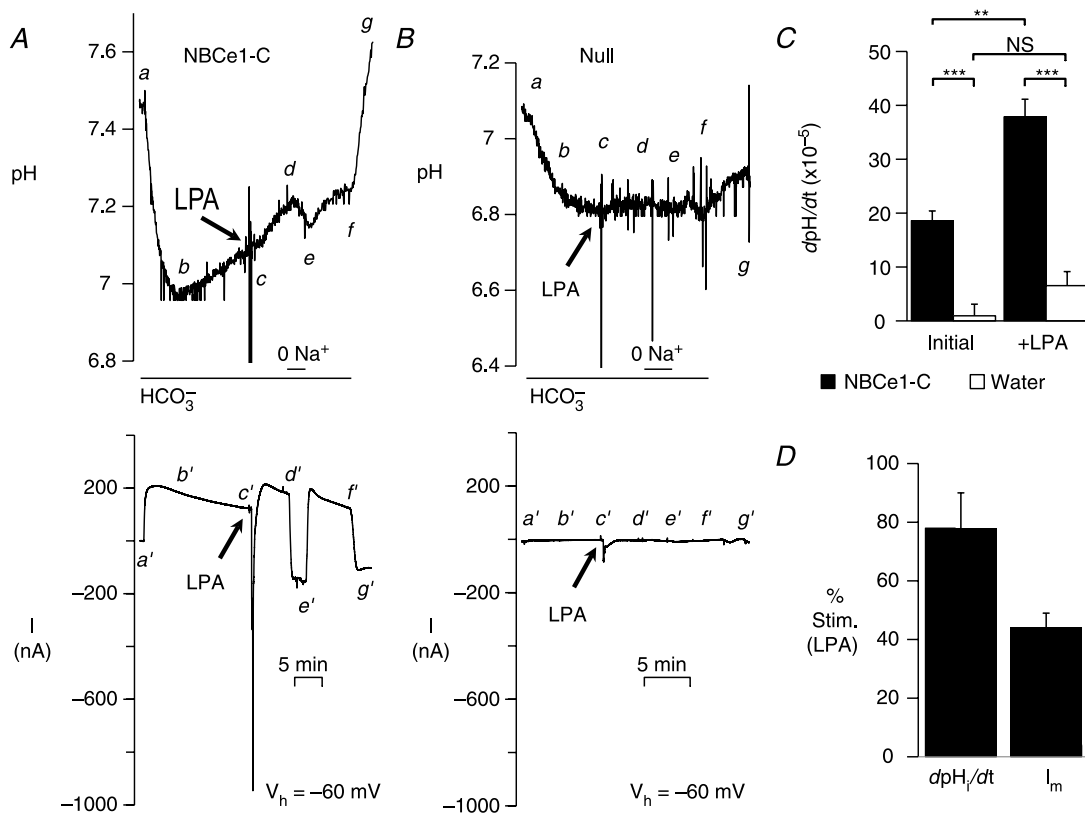 A
NBCe1-C
7.6
7.4
7.2
7
6.8
pH
a
b
c
d
e
f
g
LPA
0 Na⁺
HCO₃⁻
200
−200
−600
−1000
I
(nA)
a'
b'
c'
d'
e'
f'
g'
LPA
5 min
Vₕ = −60 mV
B
Null
7.2
7
6.8
6.6
6.4
pH
a
b
c
d
e
f
g
LPA
0 Na⁺
HCO₃⁻
200
−200
−600
−1000
I
(nA)
a'
b'
c'
d'
e'
f'
g'
LPA
5 min
Vₕ = −60 mV
C
**
NS
***
***
50
40
30
20
10
0
dpH/dt (x10⁻⁵)
Initial
+LPA
NBCe1-C
Water
D
100
80
60
40
20
0
%
Stim.
(LPA)
dpHᵢ/dt
Iₘ